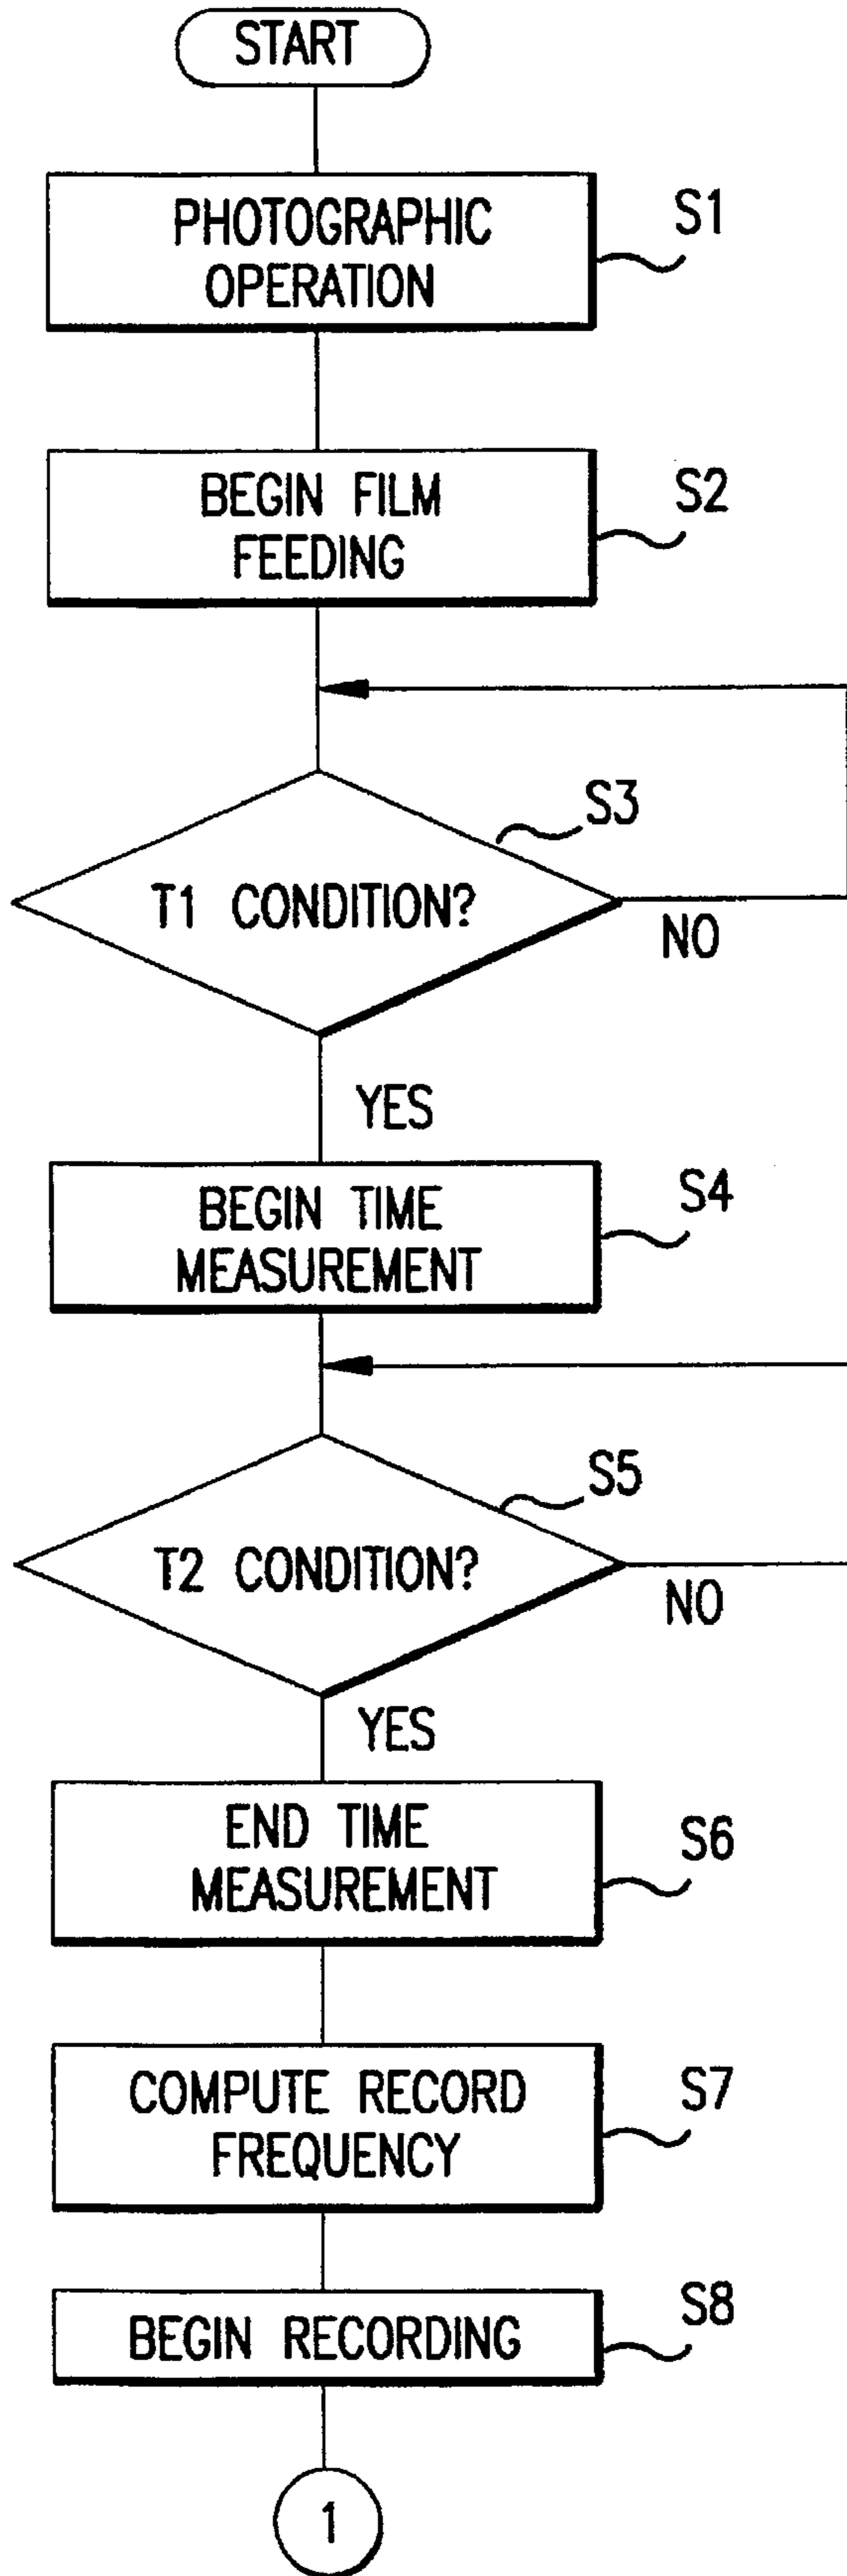 START
PHOTOGRAPHIC
OPERATION
S1
BEGIN FILM
FEEDING
S2
S3
T1 CONDITION?
NO
YES
BEGIN TIME
MEASUREMENT
S4
S5
T2 CONDITION?
NO
YES
END TIME
MEASUREMENT
S6
COMPUTE RECORD
FREQUENCY
S7
BEGIN RECORDING
S8
1